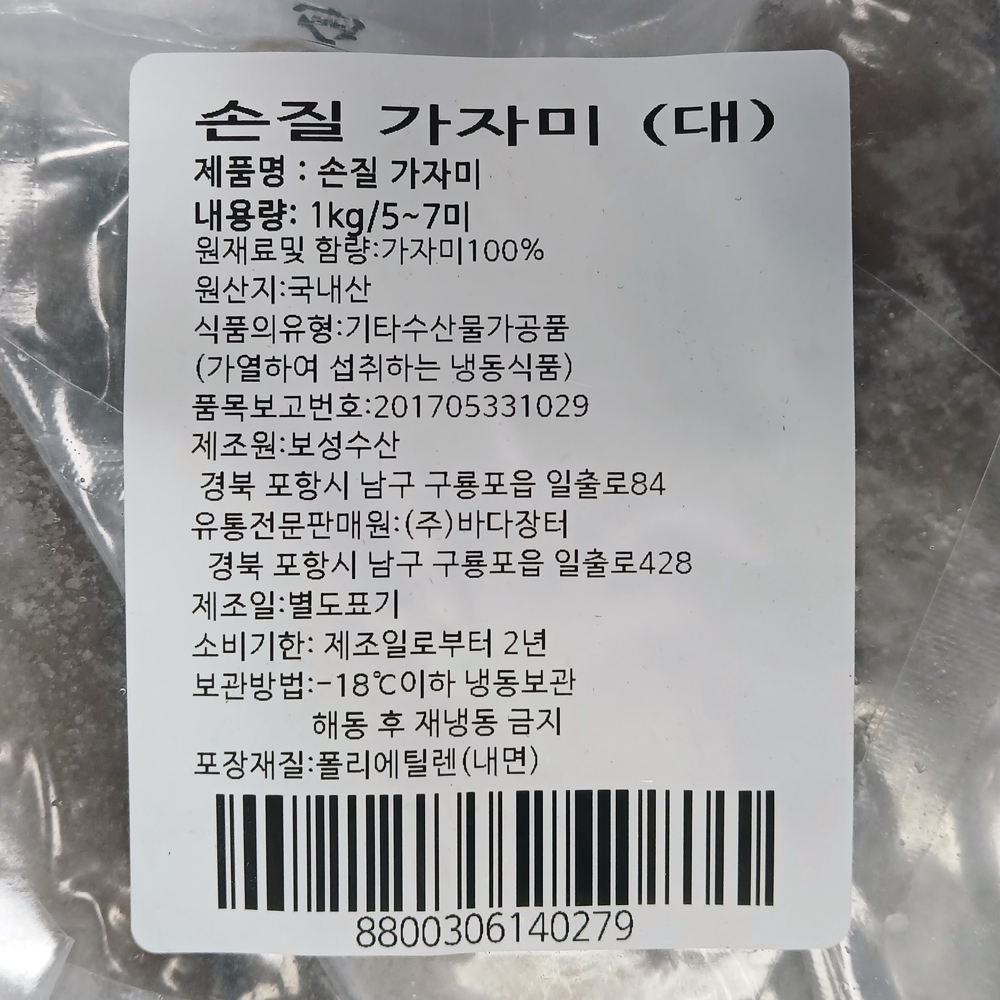 손질 가자미 (대)
제품명 : 손질 가자미
내용량: 1kg/5~7미
원재료및 함량:가자미100%
원산지:국내산
식품의유형:기타수산물가공품
(가열하여 섭취하는 냉동식품)
품목보고번호:201705331029
제조원:보성수산
경북 포항시 남구 구룡포읍 일출로84
유통전문판매원:(주)바다장터
경북 포항시 남구 구룡포읍 일출로428
제조일:별도표기
소비기한: 제조일로부터 2년
보관방법:-18℃이하 냉동보관
해동 후 재냉동 금지
포장재질:폴리에틸렌(내면)
8800306140279